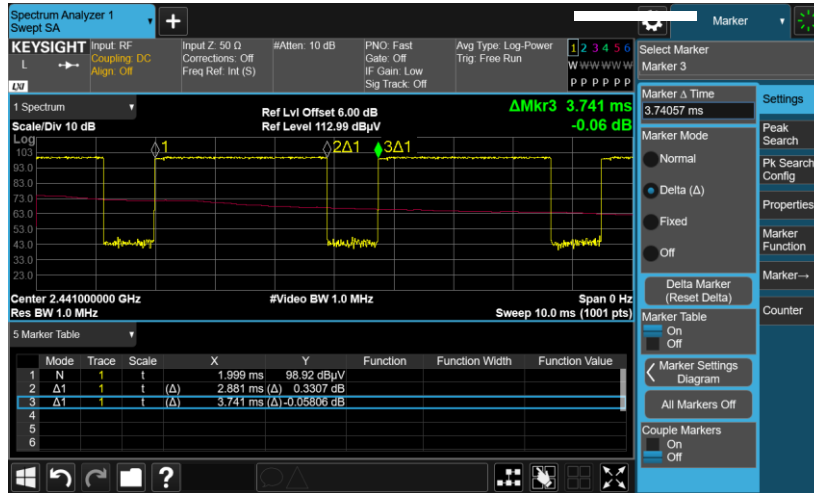 Spectrum Analyzer 1
Swept SA
+
Marker
KEYSIGHT
L
LXI
Input: RF
Coupling: DC
Align: Off
Input Z: 50 Ω
Corrections: Off
Freq Ref: Int (S)
#Atten: 10 dB
PNO: Fast
Gate: Off
IF Gain: Low
Sig Track: Off
Avg Type: Log-Power
Trig: Free Run
1 2 3 4 5 6
W W W W W W
P P P P P P
Select Marker
Marker 3
1 Spectrum
Scale/Div 10 dB
Ref Lvl Offset 6.00 dB
Ref Level 112.99 dBµV
ΔMkr3 3.741 ms
-0.06 dB
Log
103
93.0
83.0
73.0
63.0
53.0
43.0
33.0
23.0
1
2Δ1
3Δ1
Center 2.441000000 GHz
Res BW 1.0 MHz
#Video BW 1.0 MHz
Span 0 Hz
Sweep 10.0 ms (1001 pts)
5 Marker Table
Mode Trace Scale X Y Function Function Width Function Value
1 N 1 t 1.999 ms 98.92 dBµV
2 Δ1 1 t (Δ) 2.881 ms (Δ) 0.3307 dB
3 Δ1 1 t (Δ) 3.741 ms (Δ) -0.05806 dB
4
5
6
Marker Δ Time
3.74057 ms
Marker Mode
Normal
Delta (Δ)
Fixed
Off
Delta Marker
(Reset Delta)
Marker Table
On
Off
Marker Settings
Diagram
All Markers Off
Couple Markers
On
Off
Settings
Peak
Search
Pk Search
Config
Properties
Marker
Function
Marker→
Counter
?